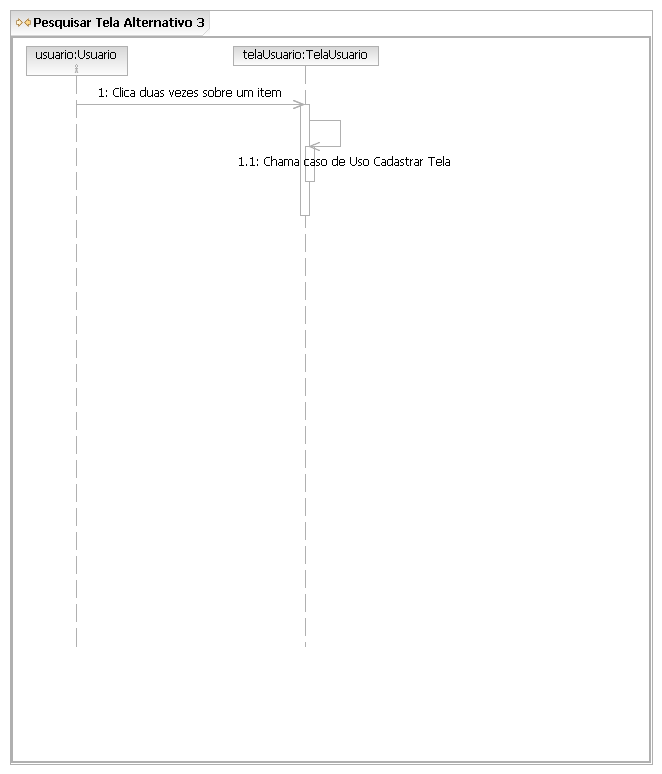 Pesquisar Tela Alternativo 3
usuario:Usuario
telaUsuario:TelaUsuario
1: Clica duas vezes sobre um item
1.1: Chama caso de Uso Cadastrar Tela